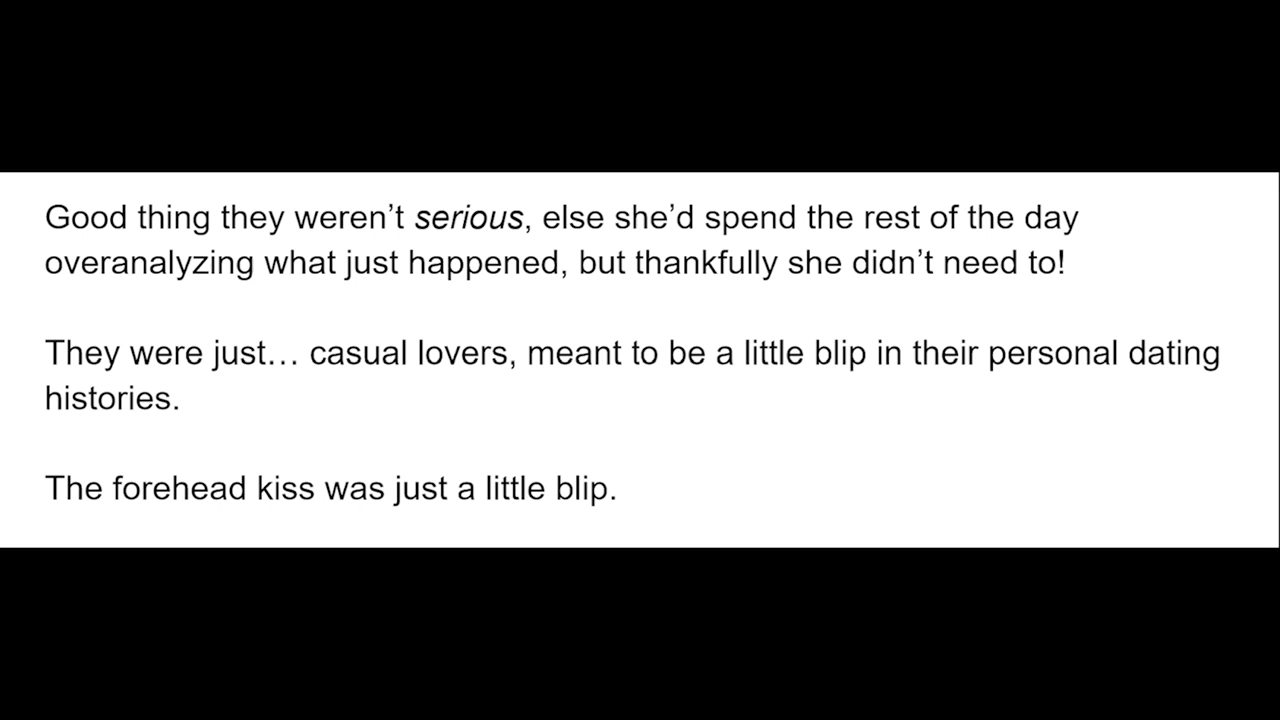 Good thing they weren’t serious, else she’d spend the rest of the day
overanalyzing what just happened, but thankfully she didn’t need to!
They were just… casual lovers, meant to be a little blip in their personal dating
histories.
The forehead kiss was just a little blip.